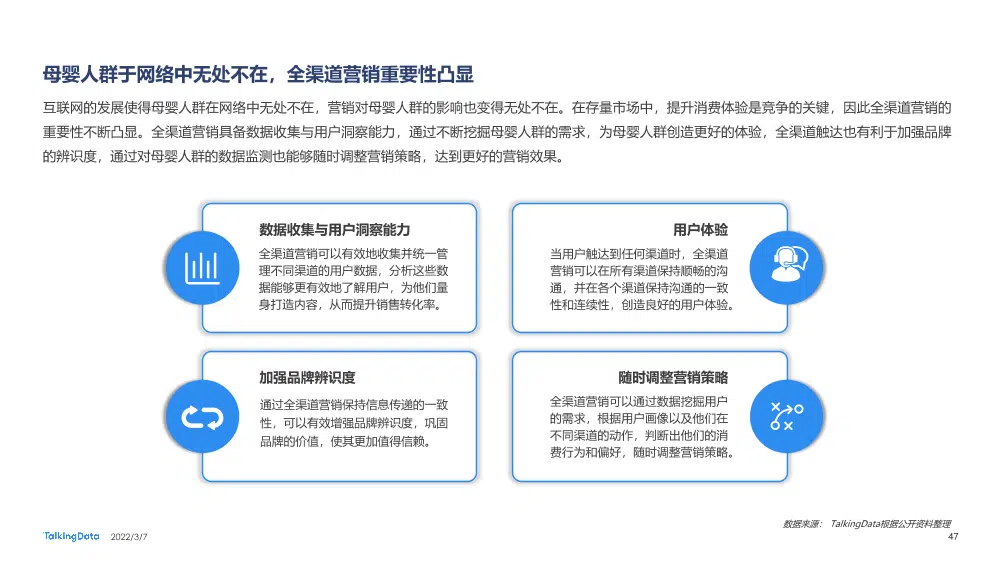 母婴人群于网络中无处不在，全渠道营销重要性凸显
互联网的发展使得母婴人群在网络中无处不在，营销对母婴人群的影响也变得无处不在。在存量市场中，提升消费体验是竞争的关键，因此全渠道营销的
重要性不断凸显。全渠道营销具备数据收集与用户洞察能力，通过不断挖掘母婴人群的需求，为母婴人群创造更好的体验，全渠道触达也有利于加强品牌
的辨识度，通过对母婴人群的数据监测也能够随时调整营销策略，达到更好的营销效果。
数据收集与用户洞察能力
全渠道营销可以有效地收集并统一管
理不同渠道的用户数据，分析这些数
据能够更有效地了解用户，为他们量
身打造内容，从而提升销售转化率。
用户体验
当用户触达到任何渠道时，全渠道
营销可以在所有渠道保持顺畅的沟
通，并在各个渠道保持沟通的一致
性和连续性，创造良好的用户体验。
加强品牌辨识度
通过全渠道营销保持信息传递的一致
性，可以有效增强品牌辨识度，巩固
品牌的价值，使其更加值得信赖。
随时调整营销策略
全渠道营销可以通过数据挖掘用户
的需求，根据用户画像以及他们在
不同渠道的动作，判断出他们的消
费行为和偏好，随时调整营销策略。
数据来源： TalkingData根据公开资料整理
TalkingData 2022/3/7
47